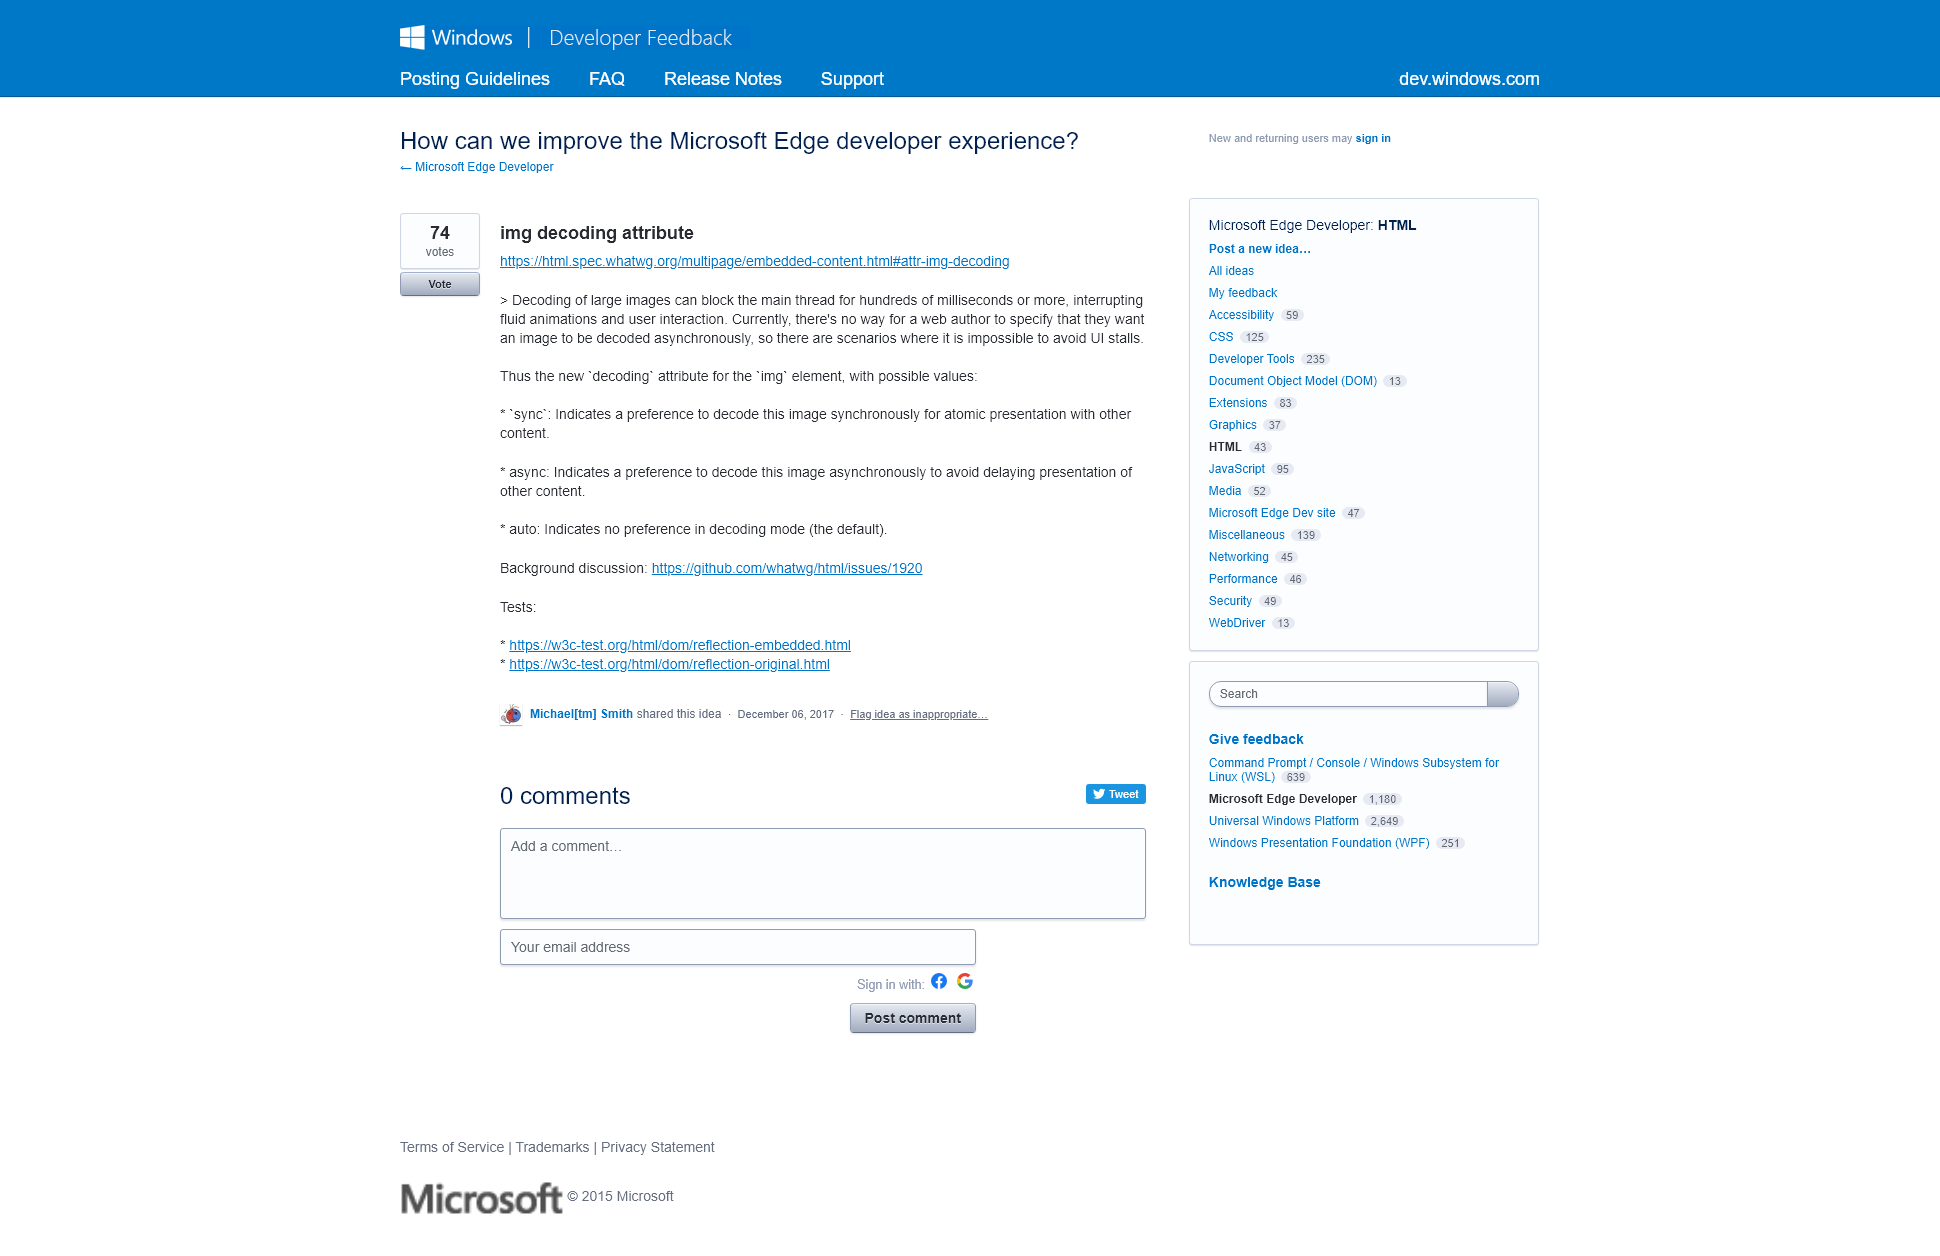 Windows | Developer Feedback
Posting Guidelines FAQ Release Notes Support dev.windows.com
How can we improve the Microsoft Edge developer experience?
← Microsoft Edge Developer
New and returning users may sign in
74
votes
Vote
img decoding attribute
https://html.spec.whatwg.org/multipage/embedded-content.html#attr-img-decoding
> Decoding of large images can block the main thread for hundreds of milliseconds or more, interrupting
fluid animations and user interaction. Currently, there's no way for a web author to specify that they want
an image to be decoded asynchronously, so there are scenarios where it is impossible to avoid UI stalls.
Thus the new `decoding` attribute for the `img` element, with possible values:
* `sync`: Indicates a preference to decode this image synchronously for atomic presentation with other
content.
* async: Indicates a preference to decode this image asynchronously to avoid delaying presentation of
other content.
* auto: Indicates no preference in decoding mode (the default).
Background discussion: https://github.com/whatwg/html/issues/1920
Tests:
* https://w3c-test.org/html/dom/reflection-embedded.html
* https://w3c-test.org/html/dom/reflection-original.html
Michael[tm] Smith shared this idea · December 06, 2017 · Flag idea as inappropriate…
0 comments
Tweet
Add a comment…
Your email address
Sign in with:
Post comment
Microsoft Edge Developer: HTML
Post a new idea…
All ideas
My feedback
Accessibility 59
CSS 125
Developer Tools 235
Document Object Model (DOM) 13
Extensions 83
Graphics 37
HTML 43
JavaScript 95
Media 52
Microsoft Edge Dev site 47
Miscellaneous 139
Networking 45
Performance 46
Security 49
WebDriver 13
Search
Give feedback
Command Prompt / Console / Windows Subsystem for
Linux (WSL) 639
Microsoft Edge Developer 1,180
Universal Windows Platform 2,649
Windows Presentation Foundation (WPF) 251
Knowledge Base
Terms of Service | Trademarks | Privacy Statement
Microsoft © 2015 Microsoft